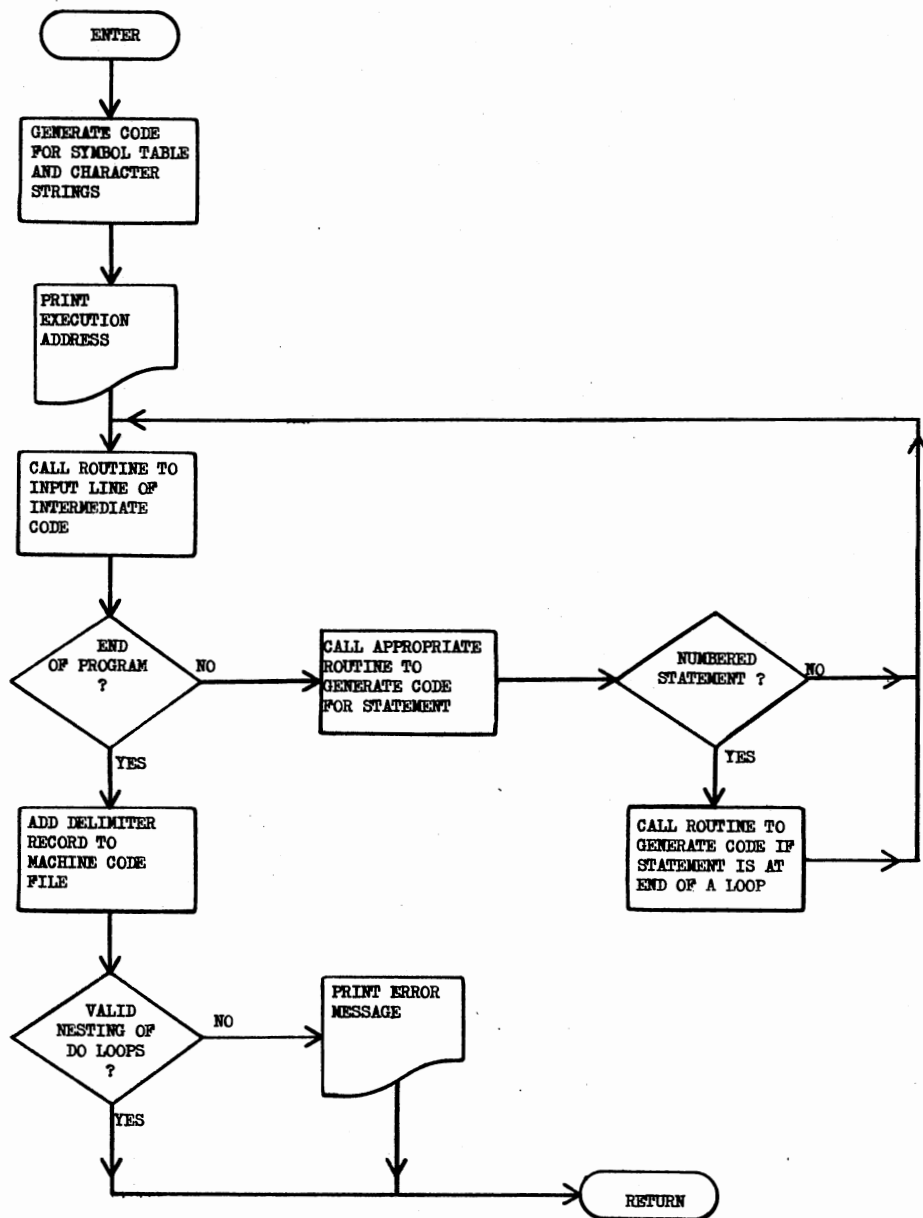 ENTER
GENERATE CODE
FOR SYMBOL TABLE
AND CHARACTER
STRINGS
PRINT
EXECUTION
ADDRESS
CALL ROUTINE TO
INPUT LINE OF
INTERMEDIATE
CODE
END
OF PROGRAM
?
NO
CALL APPROPRIATE
ROUTINE TO
GENERATE CODE
FOR STATEMENT
NUMBERED
STATEMENT ?
NO
YES
YES
ADD DELIMITER
RECORD TO
MACHINE CODE
FILE
CALL ROUTINE TO
GENERATE CODE IF
STATEMENT IS AT
END OF A LOOP
VALID
NESTING OF
DO LOOPS
?
NO
PRINT ERROR
MESSAGE
YES
RETURN